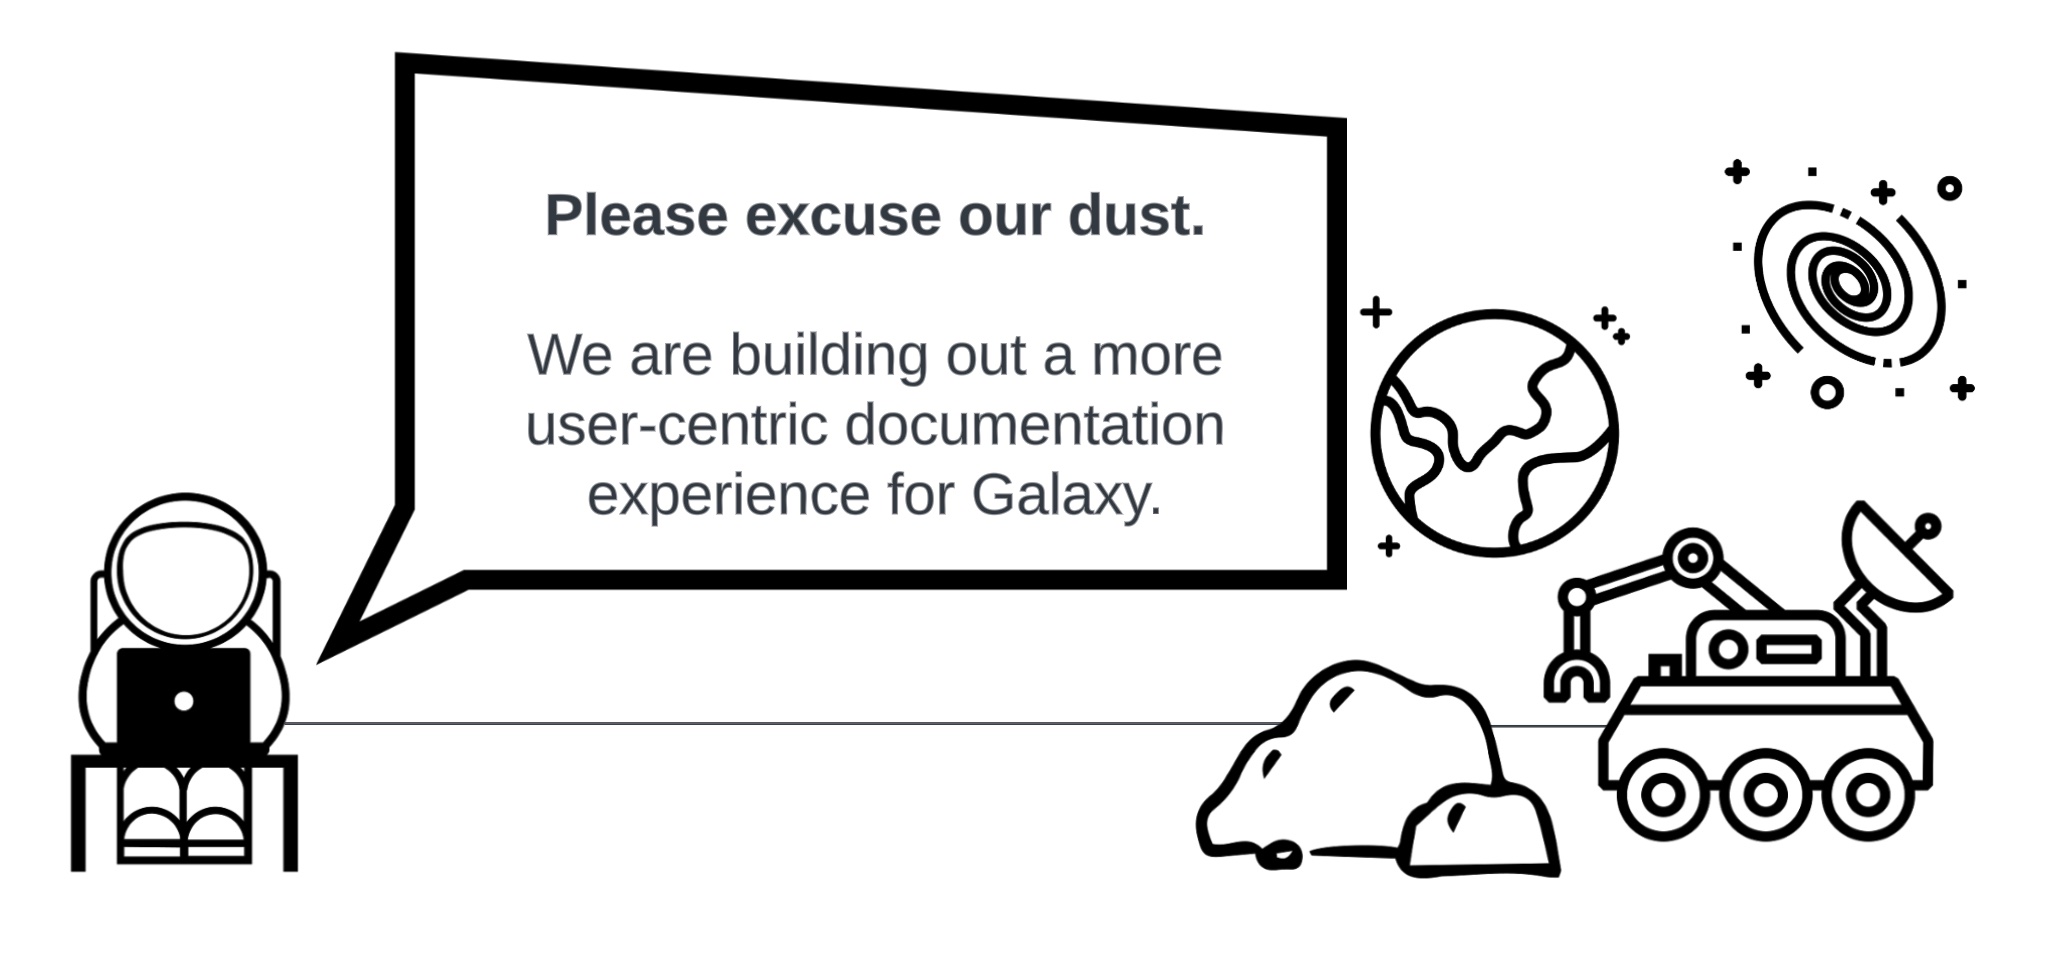 Please excuse our dust.
We are building out a more
user-centric documentation
experience for Galaxy.